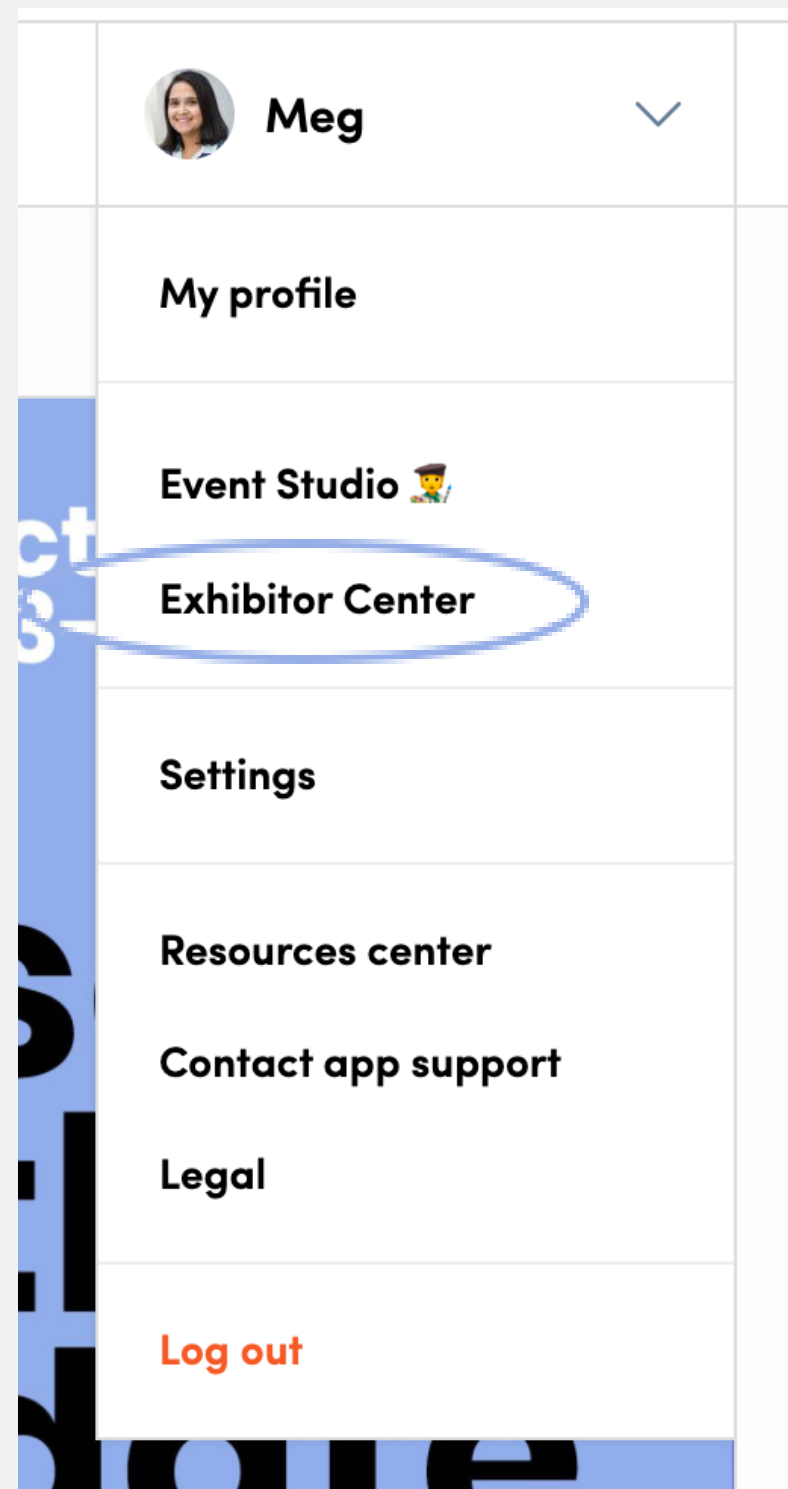 Meg
My profile
Event Studio 🧑‍🎨
Exhibitor Center
Settings
Resources center
Contact app support
Legal
Log out